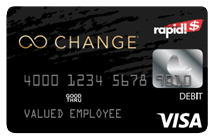 rapid! $
CHANGE
4000 1234 5678 9010
DEBIT
GOOD
THRU
VALUED EMPLOYEE
VISA